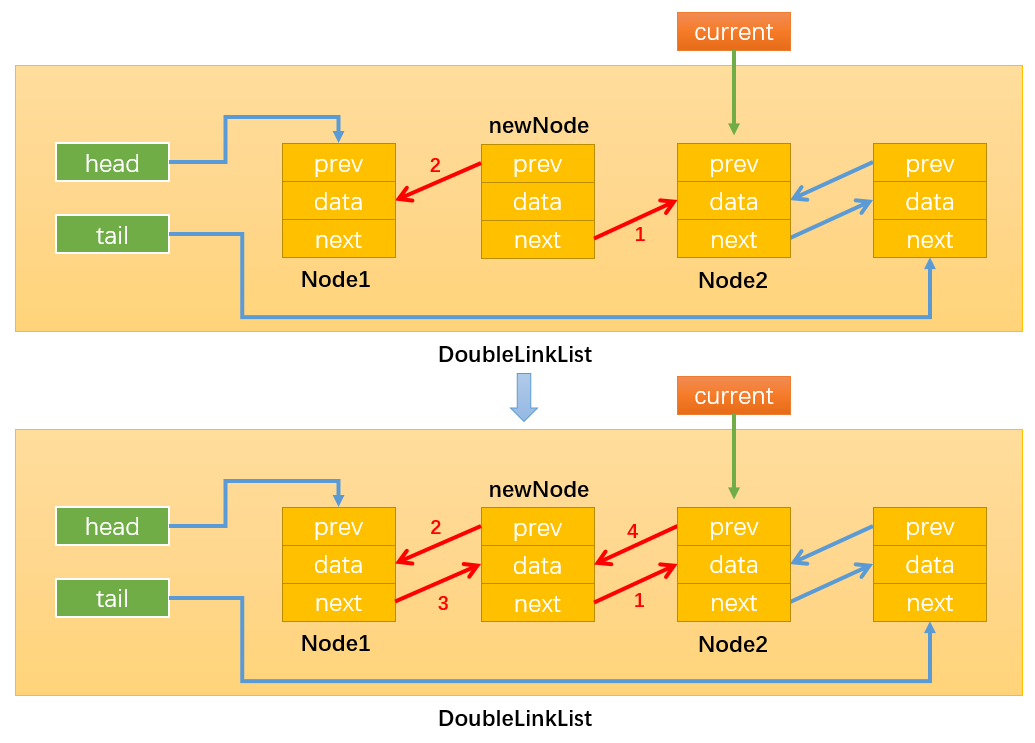 current
newNode
head
prev
2
prev
prev
prev
data
data
data
data
tail
next
next
1
next
next
Node1
Node2
DoubleLinkList
current
newNode
head
prev
2
prev
4
prev
prev
data
data
data
data
tail
next
3
next
1
next
next
Node1
Node2
DoubleLinkList